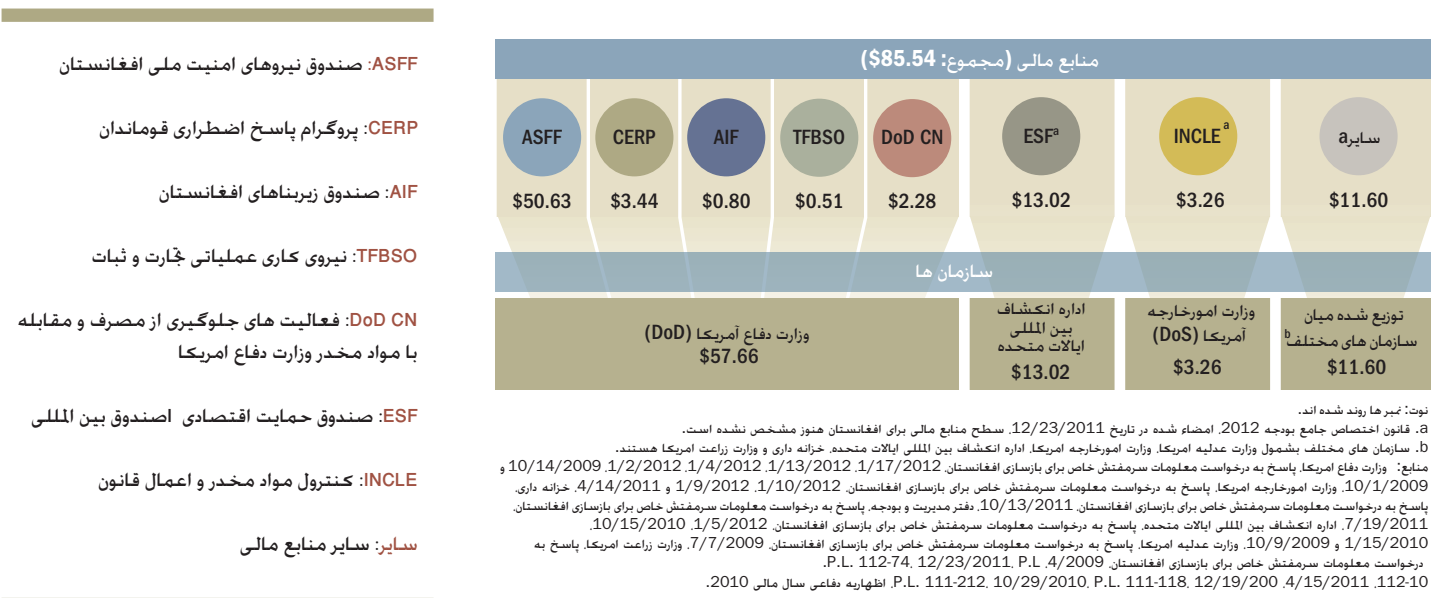 ASFF: صندوق نیروهای امنیت ملی افغانستان
CERP: پروگرام پاسخ اضطراری قوماندان
AIF: صندوق زیربناهای افغانستان
TFBSO: نیروی کاری عملیاتی تجارت و ثبات
DoD CN: فعالیت های جلوگیری از مصرف و مقابله
با مواد مخدر وزارت دفاع امریکا
ESF: صندوق حمایت اقتصادی اصندوق بین المللی
INCLE: کنترول مواد مخدر و اعمال قانون
سایر: سایر منابع مالی
منابع مالی (مجموع: $85.54)
ASFF CERP AIF TFBSO DoD CN ESFa INCLEa سایرa
$50.63 $3.44 $0.80 $0.51 $2.28 $13.02 $3.26 $11.60
سازمان ها
وزارت دفاع آمریکا (DoD)
$57.66
اداره انکشاف
بین المللی
ایالات متحده
$13.02
وزارت امورخارجه
آمریکا (DoS)
$3.26
توزیع شده میان
سازمان های مختلفb
$11.60
نوت: نمبر ها روند شده اند.
a. قانون اختصاص جامع بودجه 2012, امضاء شده در تاریخ 12/23/2011, سطح منابع مالی برای افغانستان هنوز مشخص نشده است.
b. سازمان های مختلف بشمول وزارت عدلیه امریکا, وزارت امورخارجه امریکا, اداره انکشاف بین المللی ایالات متحده, خزانه داری و وزارت زراعت امریکا هستند.
منابع: وزارت دفاع امریکا, پاسخ به درخواست معلومات سرمفتش خاص برای بازسازی افغانستان, 1/17/2012, 1/13/2012, 1/4/2012, 1/2/2012, 10/14/2009 و
10/1/2009, وزارت امورخارجه امریکا, پاسخ به درخواست معلومات سرمفتش خاص برای بازسازی افغانستان, 1/10/2012, 1/9/2012 و 4/14/2011, خزانه داری,
پاسخ به درخواست معلومات سرمفتش خاص برای بازسازی افغانستان, 10/13/2011, دفتر مدیریت و بودجه, پاسخ به درخواست معلومات سرمفتش خاص برای بازسازی افغانستان,
7/19/2011, اداره انکشاف بین المللی ایالات متحده, پاسخ به درخواست معلومات سرمفتش خاص برای بازسازی افغانستان, 1/5/2012, 10/15/2010,
1/15/2010 و 10/9/2009, وزارت عدلیه امریکا, پاسخ به درخواست معلومات سرمفتش خاص برای بازسازی افغانستان, 7/7/2009, وزارت زراعت امریکا, پاسخ به
درخواست معلومات سرمفتش خاص برای بازسازی افغانستان, 4/2009, P.L. 112-74, 12/23/2011, P.L.
112-10, 4/15/2011, P.L. 111-212, 10/29/2010, P.L. 111-118, 12/19/200, اظهاریه دفاعی سال مالی 2010.